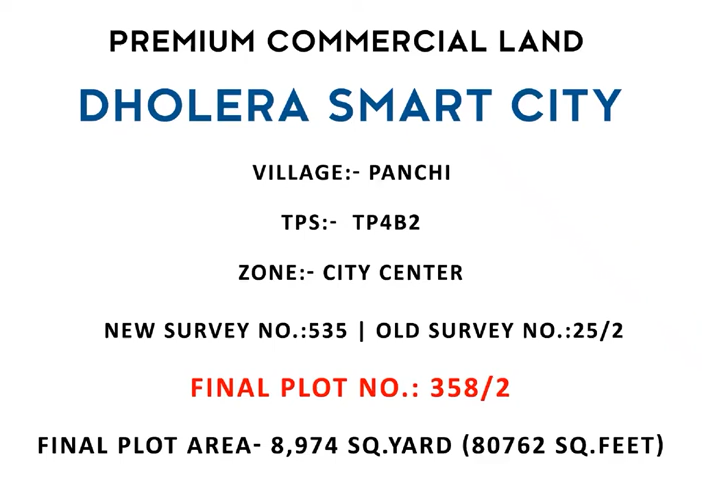 PREMIUM COMMERCIAL LAND
DHOLERA SMART CITY
VILLAGE:- PANCHI
TPS:- TP4B2
ZONE:- CITY CENTER
NEW SURVEY NO.:535 | OLD SURVEY NO.:25/2
FINAL PLOT NO.: 358/2
FINAL PLOT AREA- 8,974 SQ.YARD (80762 SQ.FEET)